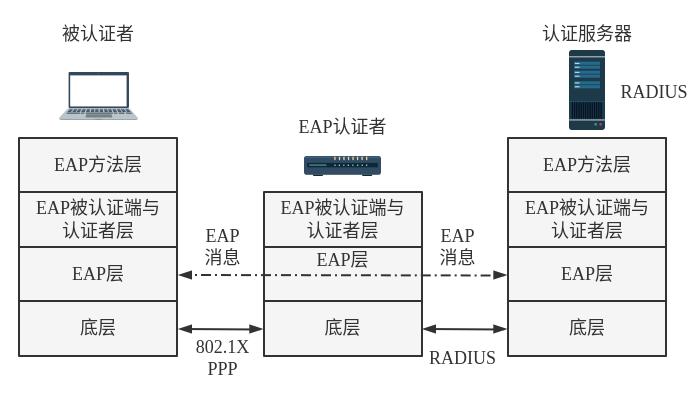 被认证者
认证服务器
RADIUS
EAP认证者
EAP方法层
EAP方法层
EAP被认证端与
认证者层
EAP被认证端与
认证者层
EAP被认证端与
认证者层
EAP
消息
EAP
消息
EAP层
EAP层
EAP层
底层
底层
底层
802.1X
PPP
RADIUS